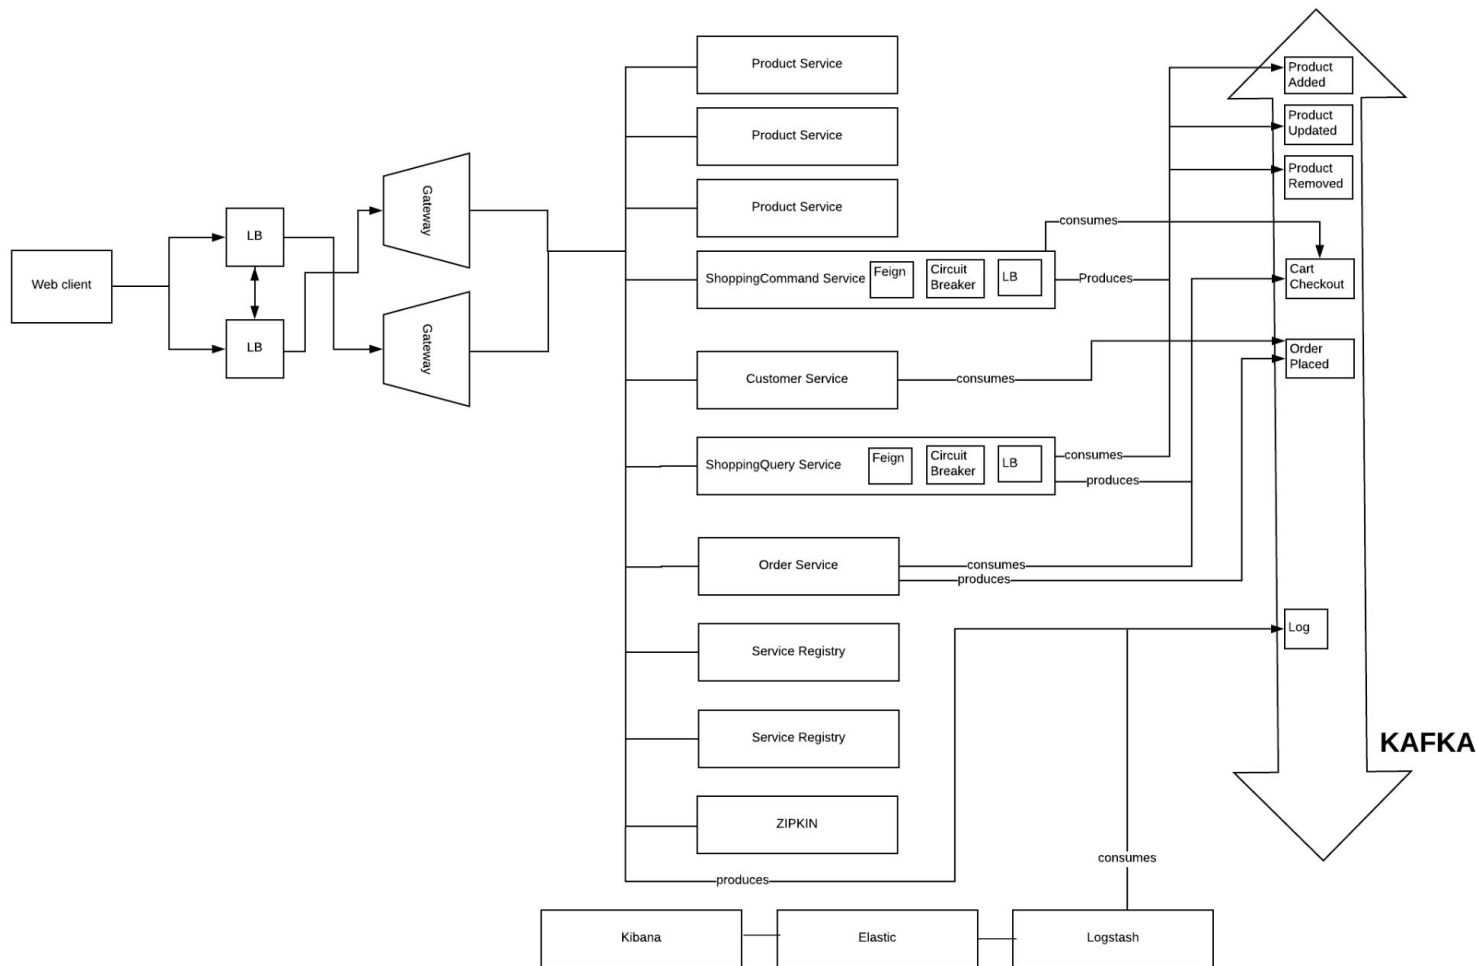 Web client
LB
LB
Gateway
Gateway
Product Service
Product Service
Product Service
ShoppingCommand Service
Feign
Circuit
Breaker
LB
Customer Service
ShoppingQuery Service
Feign
Circuit
Breaker
LB
Order Service
Service Registry
Service Registry
ZIPKIN
consumes
Produces
consumes
consumes
produces
consumes
produces
produces
consumes
Product
Added
Product
Updated
Product
Removed
Cart
Checkout
Order
Placed
Log
KAFKA
Kibana
Elastic
Logstash